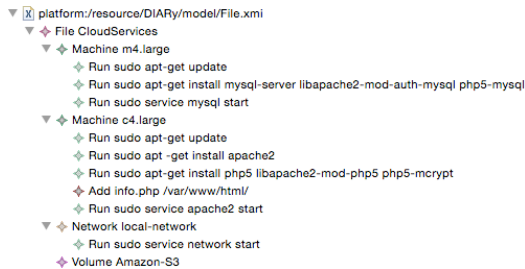 platform:/resource/DIARy/model/File.xmi
File CloudServices
Machine m4.large
Run sudo apt-get update
Run sudo apt-get install mysql-server libapache2-mod-auth-mysql php5-mysql
Run sudo service mysql start
Machine c4.large
Run sudo apt-get update
Run sudo apt -get install apache2
Run sudo apt-get install php5 libapache2-mod-php5 php5-mcrypt
Add info.php /var/www/html/
Run sudo service apache2 start
Network local-network
Run sudo service network start
Volume Amazon-S3